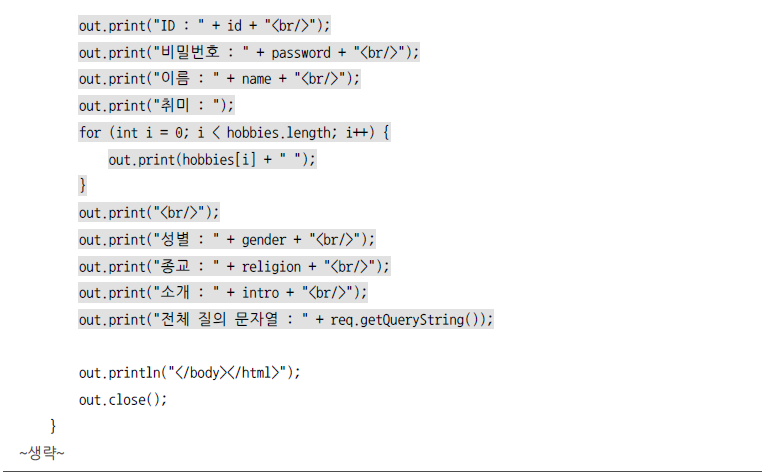 out.print("ID : " + id + "<br/>");
out.print("비밀번호 : " + password + "<br/>");
out.print("이름 : " + name + "<br/>");
out.print("취미 : ");
for (int i = 0; i < hobbies.length; i++) {
out.print(hobbies[i] + " ");
}
out.print("<br/>");
out.print("성별 : " + gender + "<br/>");
out.print("종교 : " + religion + "<br/>");
out.print("소개 : " + intro + "<br/>");
out.print("전체 질의 문자열 : " + req.getQueryString());
out.println("</body></html>");
out.close();
}
~생략~